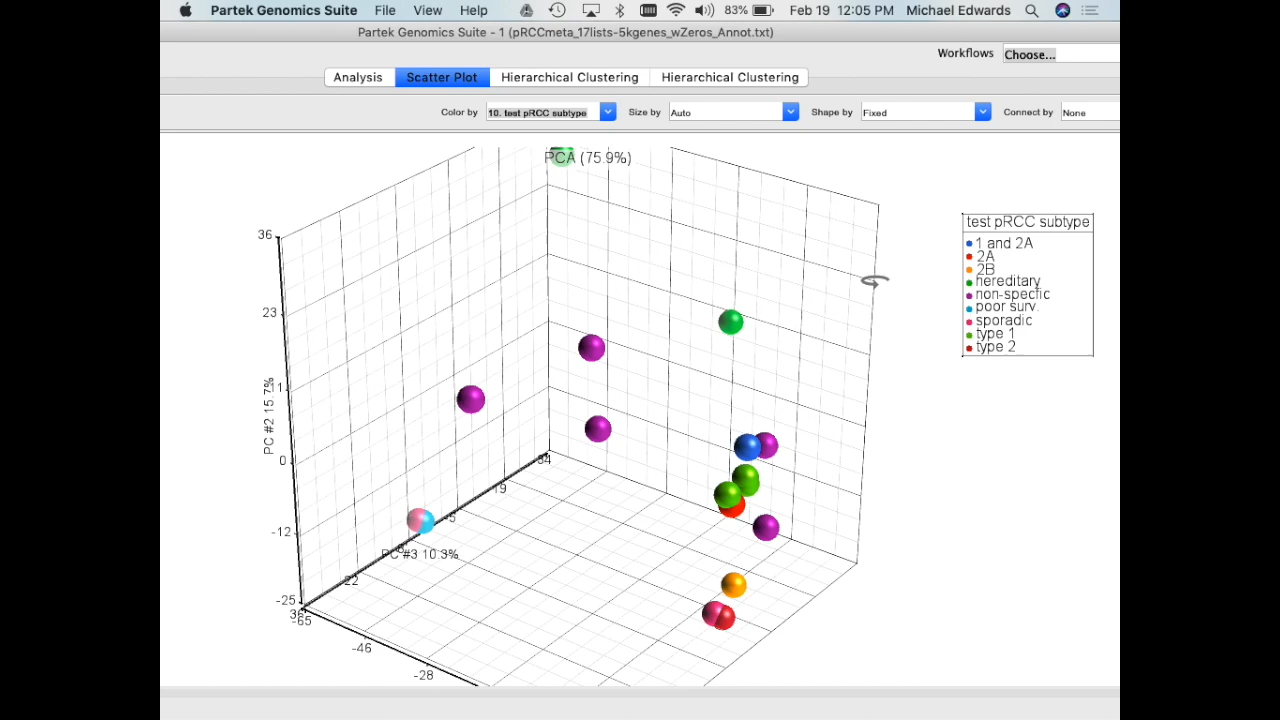 Partek Genomics Suite File View Help 83% Feb 19 12:05 PM Michael Edwards
Partek Genomics Suite - 1 (pRCCmeta_17lists-5kgenes_wZeros_Annot.txt)
Workflows Choose...
Analysis Scatter Plot Hierarchical Clustering Hierarchical Clustering
Color by 10. test pRCC subtype Size by Auto Shape by Fixed Connect by None
PCA (75.9%)
test pRCC subtype
1 and 2A
2A
2B
hereditary
non-specfic
poor surv.
sporadic
type 1
type 2
36
23
11
0
-12
-25
PC #2 15.7%
34
19
PC #3 10.3%
22
36
-65
-46
-28